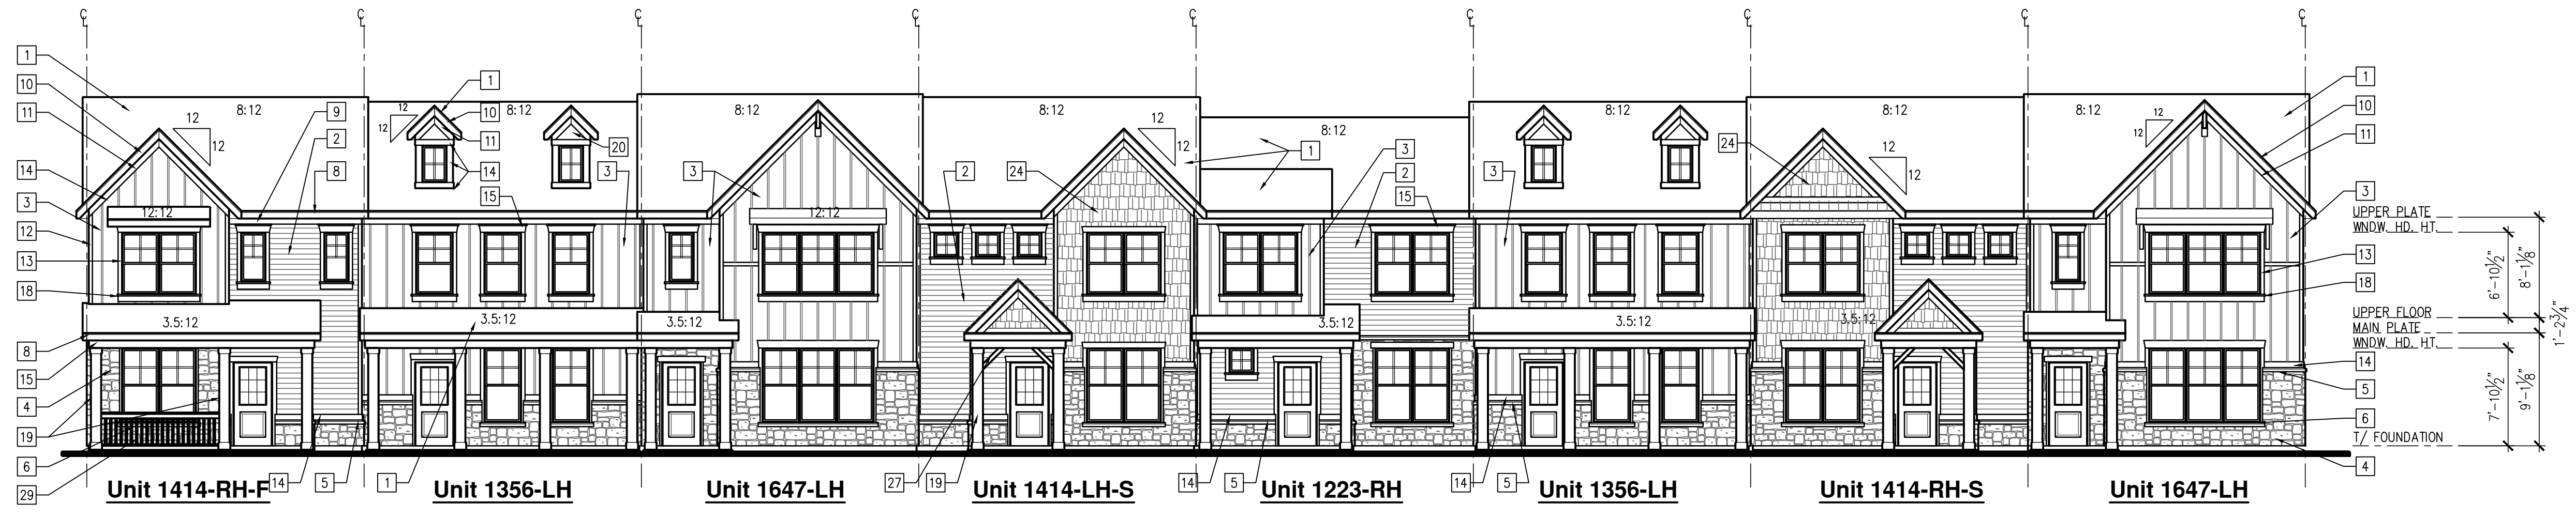 ℄ ℄ ℄ ℄ ℄ ℄ ℄ ℄ ℄
1 1 1
10 8:12 9 12 10 8:12 8:12 8:12 12 8:12 8:12 8:12 12 8:12 12 10
11 12 2 12 11 20 12 1 24 12 12 11
14 12 8 14 3 3 2 24 3 2 3 12
3 12:12 15 12:12 15 3
12 UPPER PLATE
13 WNDW. HD. HT. 13
18 18
6'-10½" 8'-1⅛"
3.5:12 3.5:12 3.5:12 3.5:12 3.5:12 3.5:12 UPPER FLOOR
8 MAIN PLATE 1'-2¾"
15 WNDW. HD. HT. 14
4 5
19 6
7'-10½" 9'-1⅛"
6 T/ FOUNDATION
29 14 5 1 27 19 14 5 14 5 4
Unit 1414-RH-F Unit 1356-LH Unit 1647-LH Unit 1414-LH-S Unit 1223-RH Unit 1356-LH Unit 1414-RH-S Unit 1647-LH